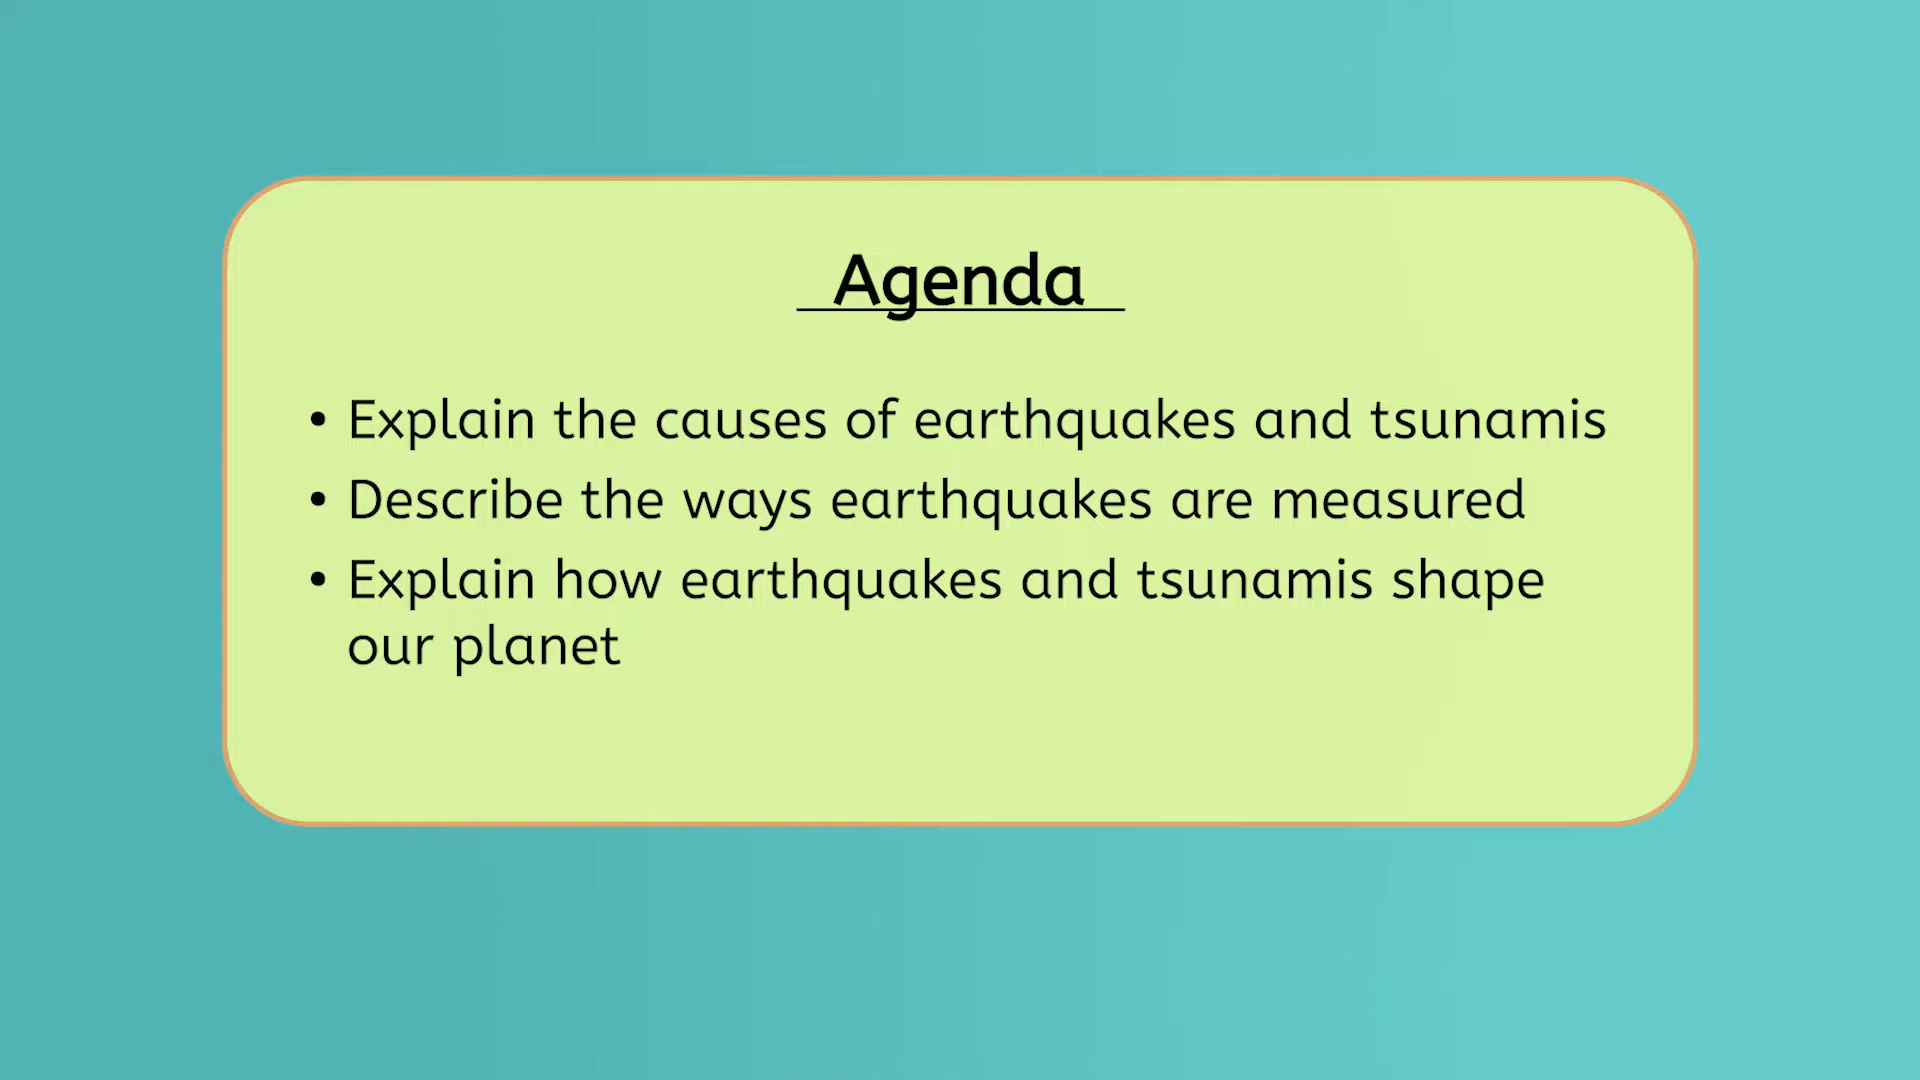 Agenda
• Explain the causes of earthquakes and tsunamis
• Describe the ways earthquakes are measured
• Explain how earthquakes and tsunamis shape
our planet